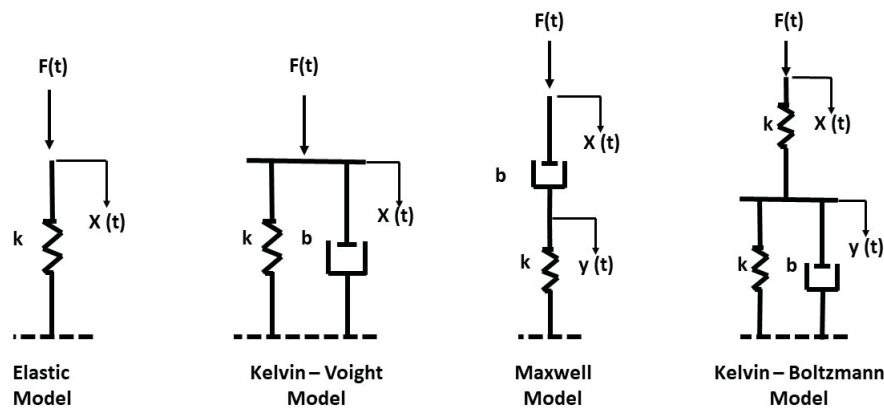 F(t)
X (t)
k
Elastic
Model
F(t)
X (t)
k
b
Kelvin – Voight
Model
F(t)
X (t)
b
y (t)
k
Maxwell
Model
F(t)
k
X (t)
y (t)
k
b
Kelvin – Boltzmann
Model